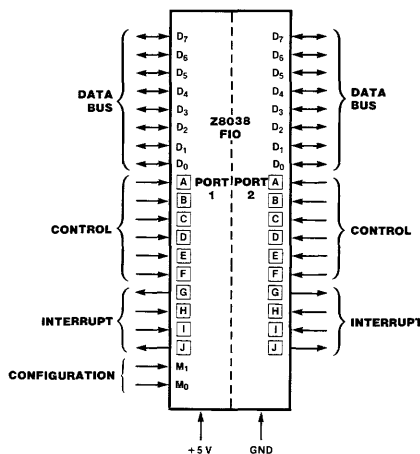 D7 D7
D6 D6
D5 D5
DATA BUS D4 D4 DATA BUS
D3 D3
Z8038 FIO
D2 D2
D1 D1
D0 D0
A PORT 1 PORT 2 A
B B
C C
CONTROL D D CONTROL
E E
F F
G G
INTERRUPT H H INTERRUPT
I I
J J
CONFIGURATION M1
M0
+5 V GND